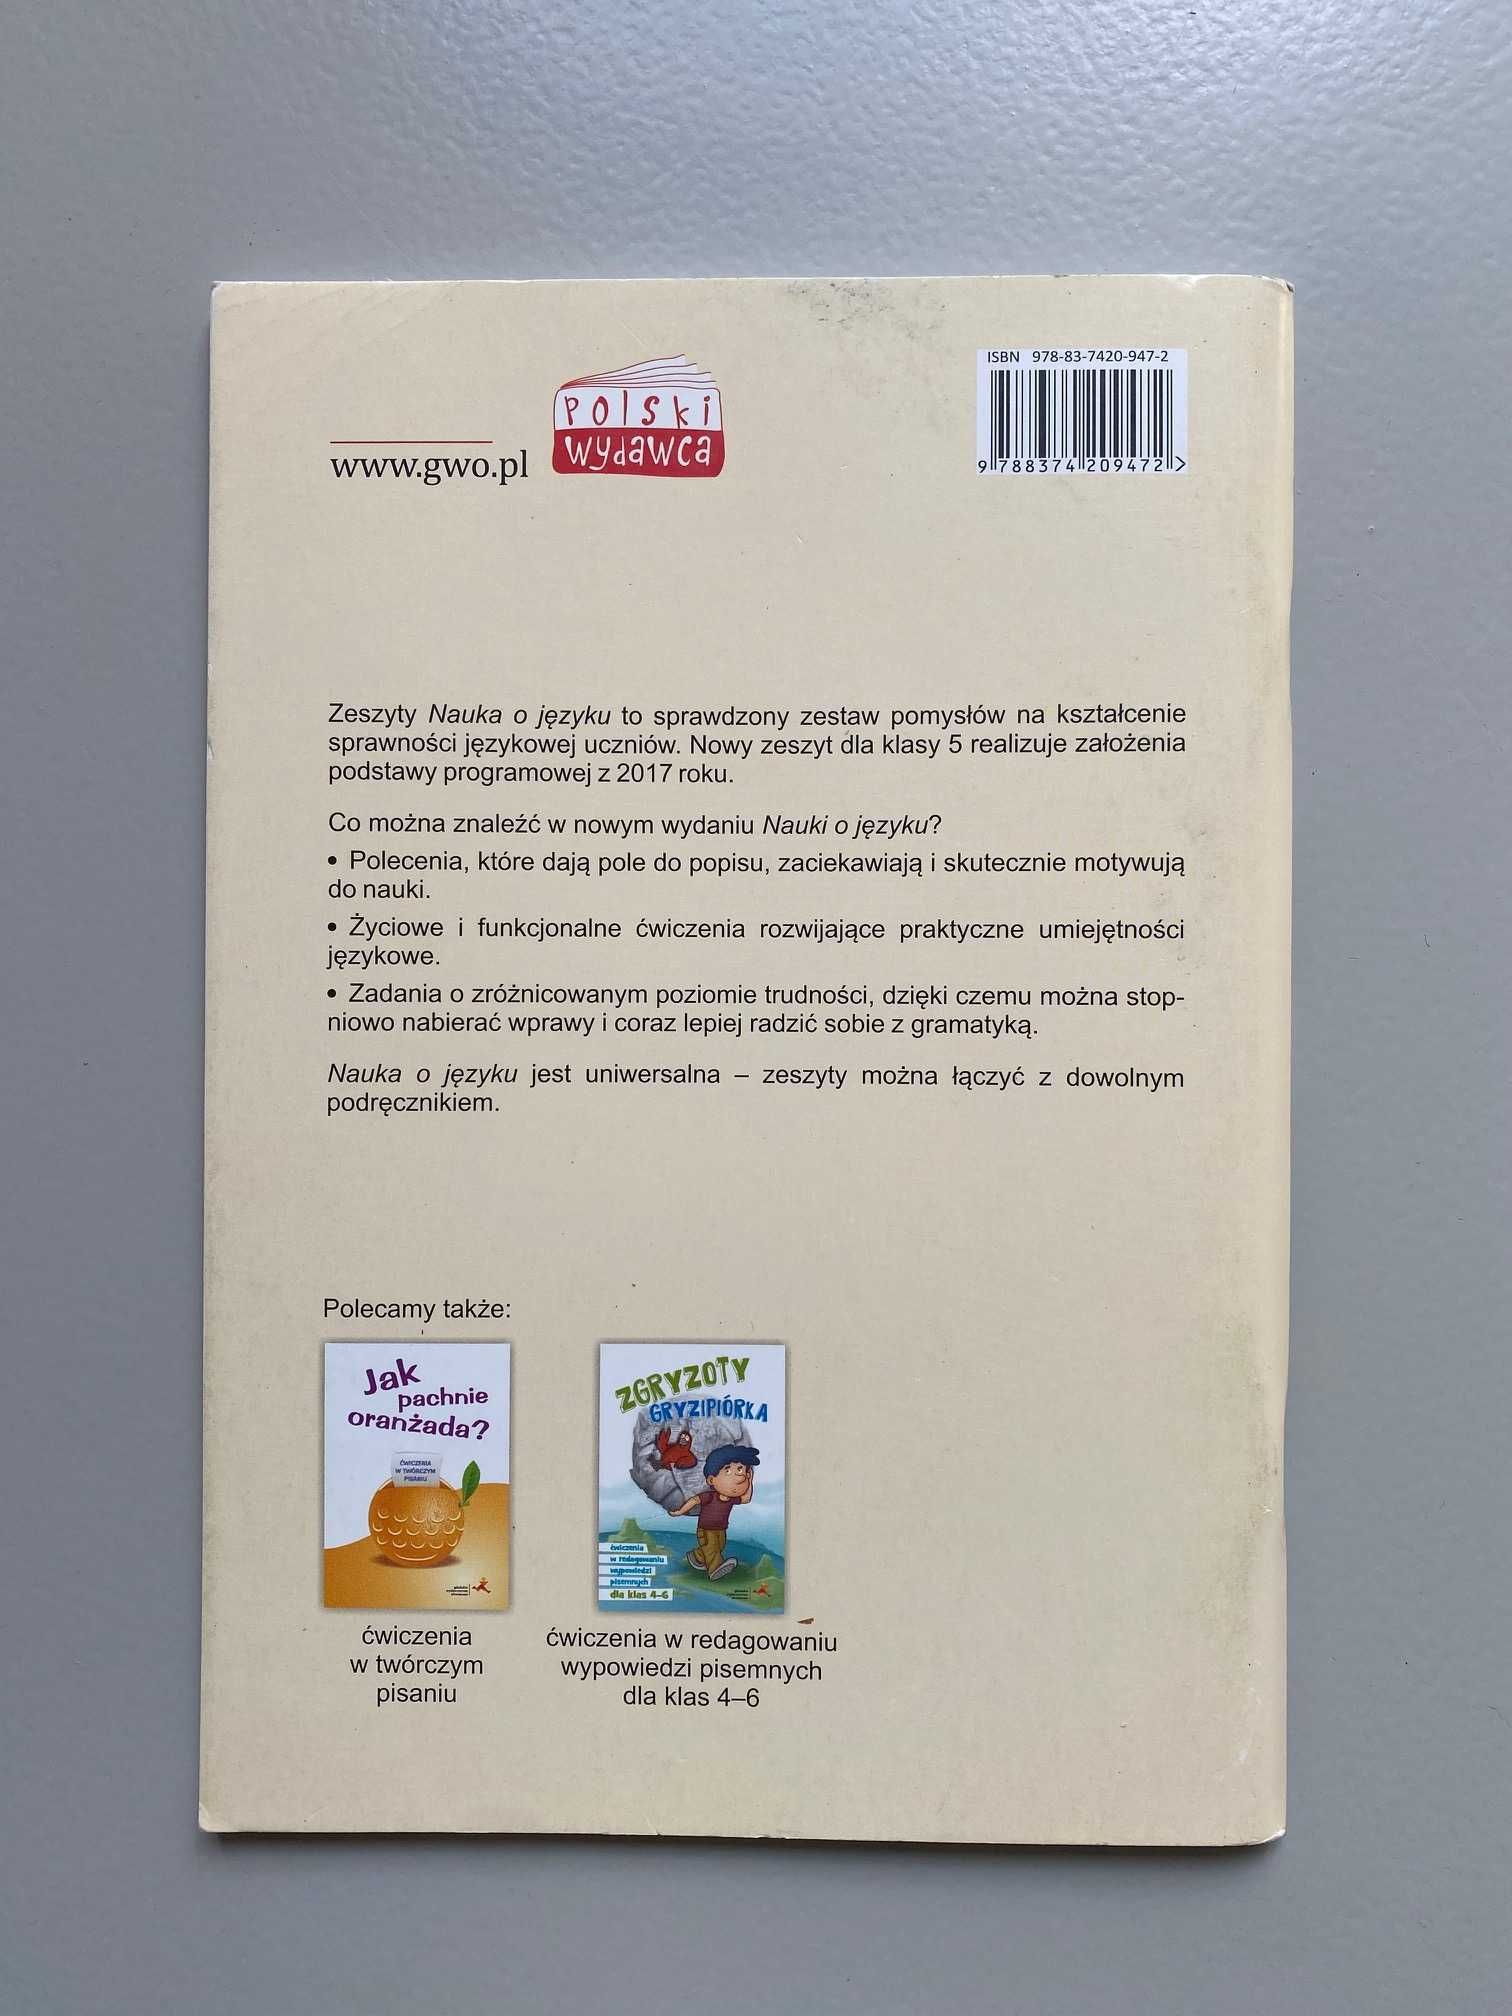 www.gwo.pl
POLSKI
wydawca
ISBN 978-83-7420-947-2
9 788374 209472 >
Zeszyty Nauka o języku to sprawdzony zestaw pomysłów na kształcenie
sprawności językowej uczniów. Nowy zeszyt dla klasy 5 realizuje założenia
podstawy programowej z 2017 roku.
Co można znaleźć w nowym wydaniu Nauki o języku?
• Polecenia, które dają pole do popisu, zaciekawiają i skutecznie motywują
do nauki.
• Życiowe i funkcjonalne ćwiczenia rozwijające praktyczne umiejętności
językowe.
• Zadania o zróżnicowanym poziomie trudności, dzięki czemu można stop-
niowo nabierać wprawy i coraz lepiej radzić sobie z gramatyką.
Nauka o języku jest uniwersalna – zeszyty można łączyć z dowolnym
podręcznikiem.
Polecamy także:
Jak
pachnie
oranżada?
ĆWICZENIA
W TWÓRCZYM
PISANIU
ćwiczenia
w twórczym
pisaniu
ZGRYZOTY
GRYZIPIÓRKA
ćwiczenia
w redagowaniu
wypowiedzi
pisemnych
dla klas 4–6
ćwiczenia w redagowaniu
wypowiedzi pisemnych
dla klas 4–6